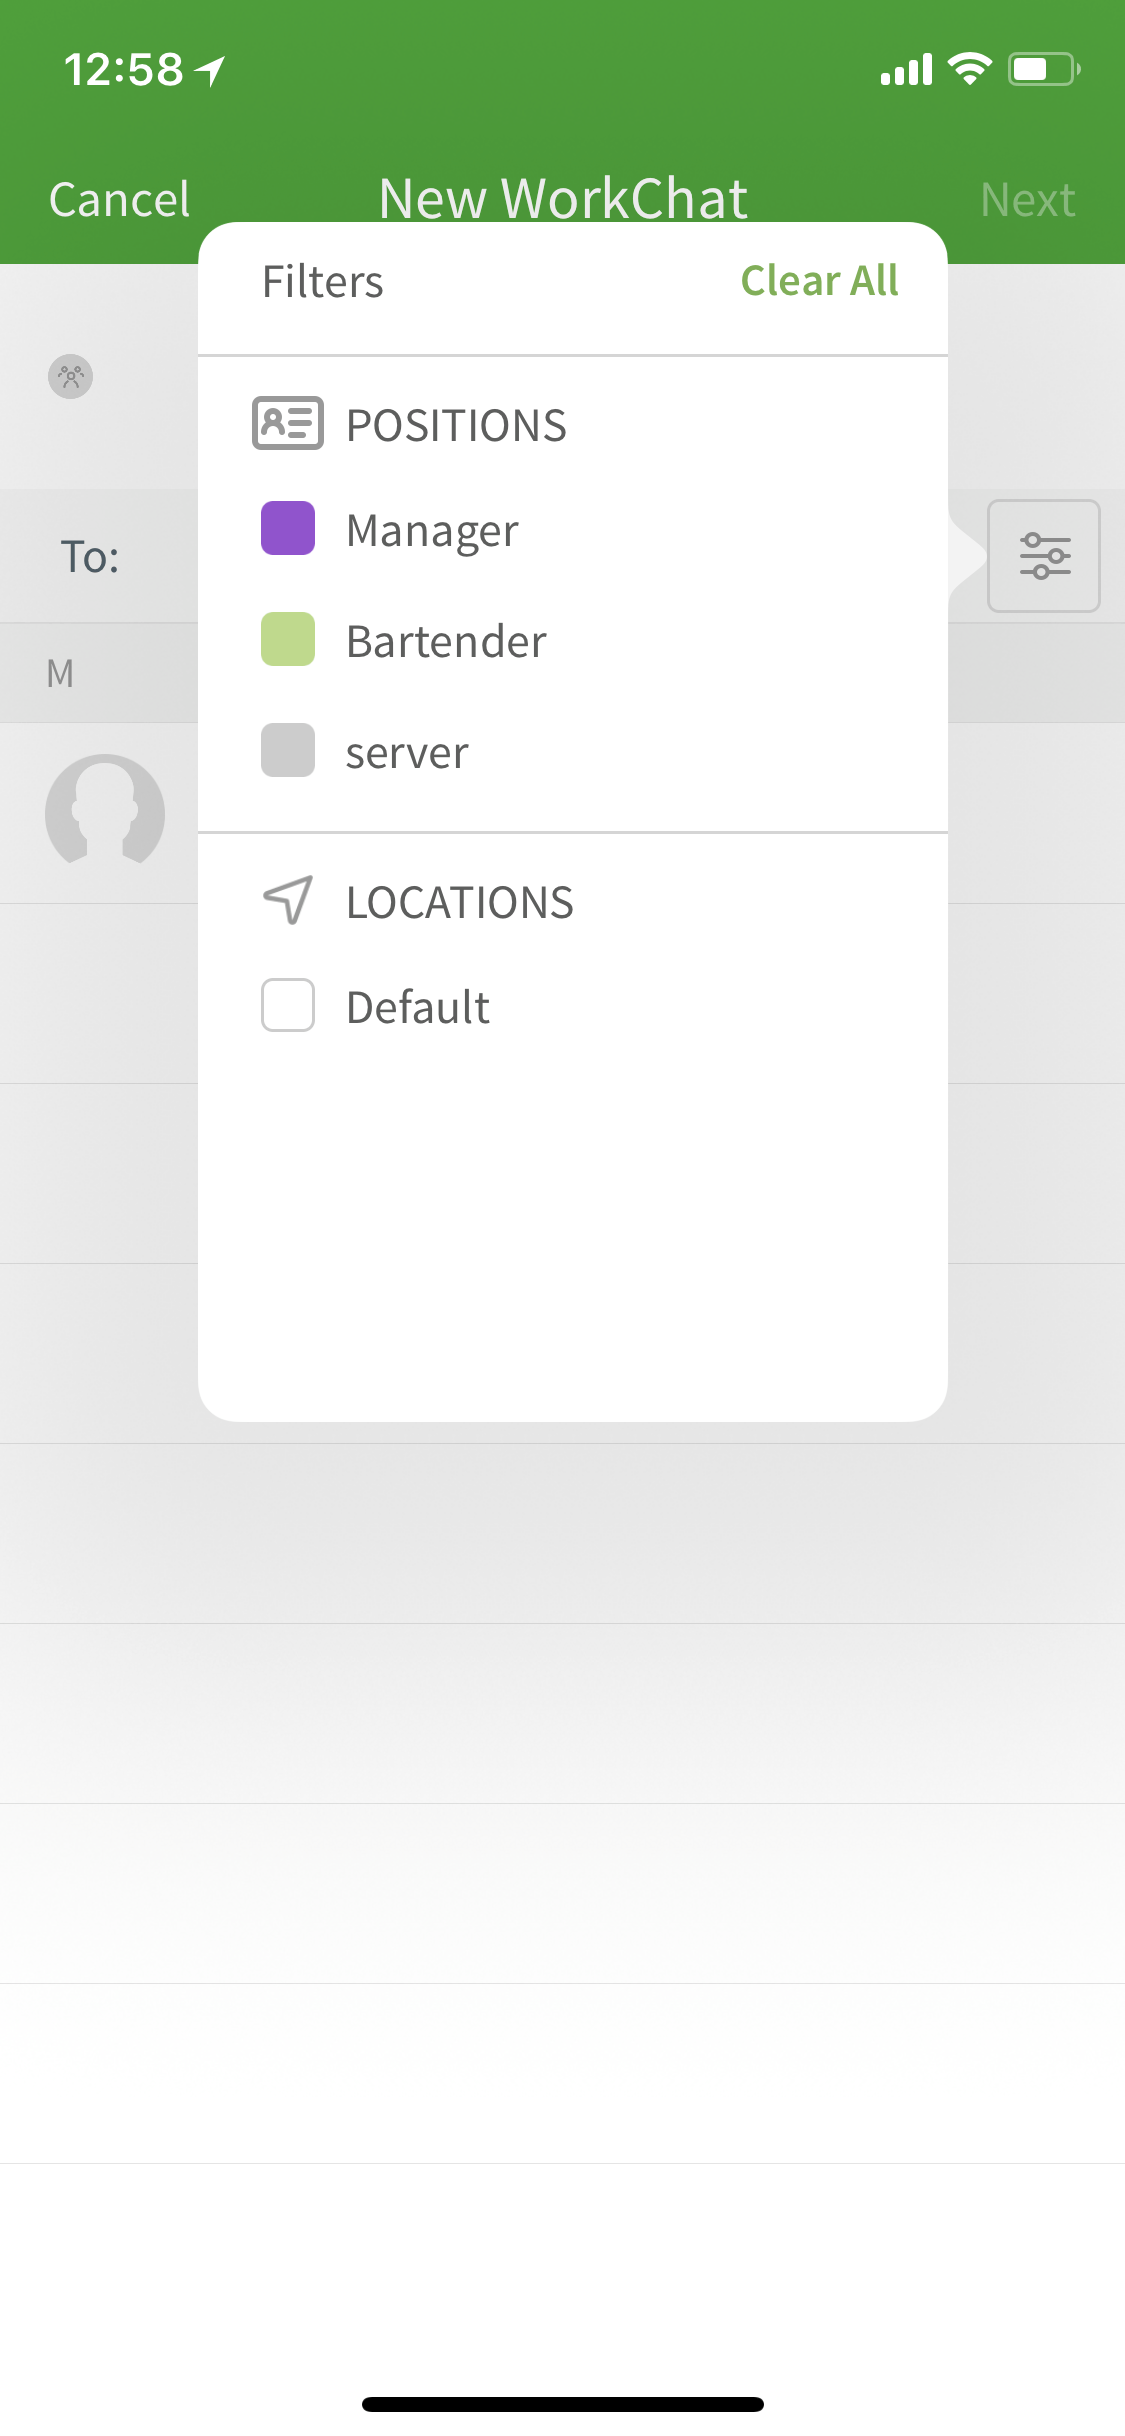 12:58
Cancel New WorkChat Next
Filters Clear All
POSITIONS
Manager
To:
Bartender
M
server
LOCATIONS
Default